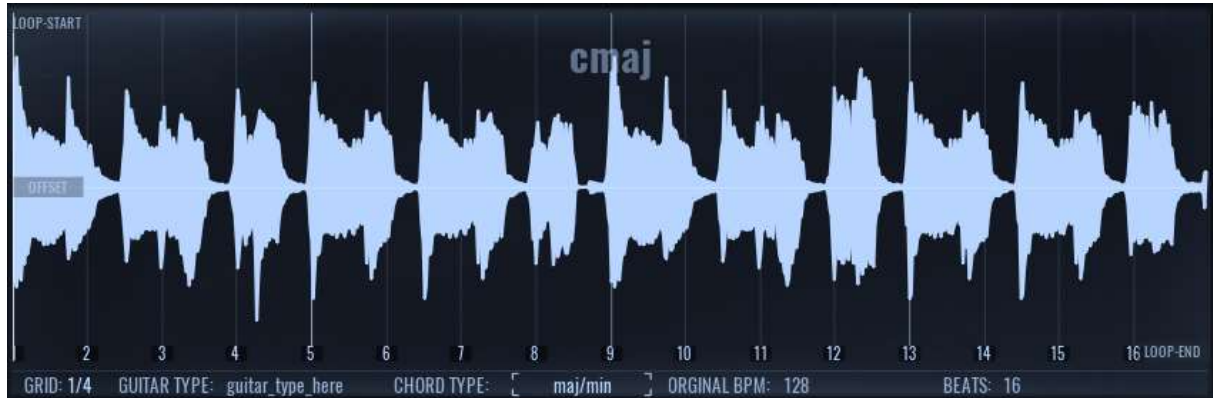 LOOP-START
cmaj
OFFSET
2 3 4 5 6 7 8 9 10 11 12 13 14 15 16 LOOP-END
GRID: 1/4 GUITAR TYPE: guitar_type_here CHORD TYPE: maj/min ORGINAL BPM: 128 BEATS: 16